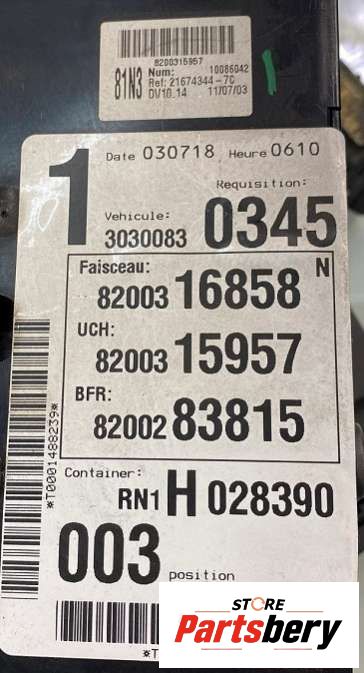 8200315957
81N3
Num: 10086042
Ref: 21674344-7C
DV10.14 11/07/03
1
Date 030718 Heure 0610
Requisition:
Vehicule:
3030083 0345
Faisceau: N
82003 16858
UCH:
82003 15957
BFR:
82002 83815
*T0001488239*
Container:
RN1 H 028390
003 position
*T
STORE
Partsbery